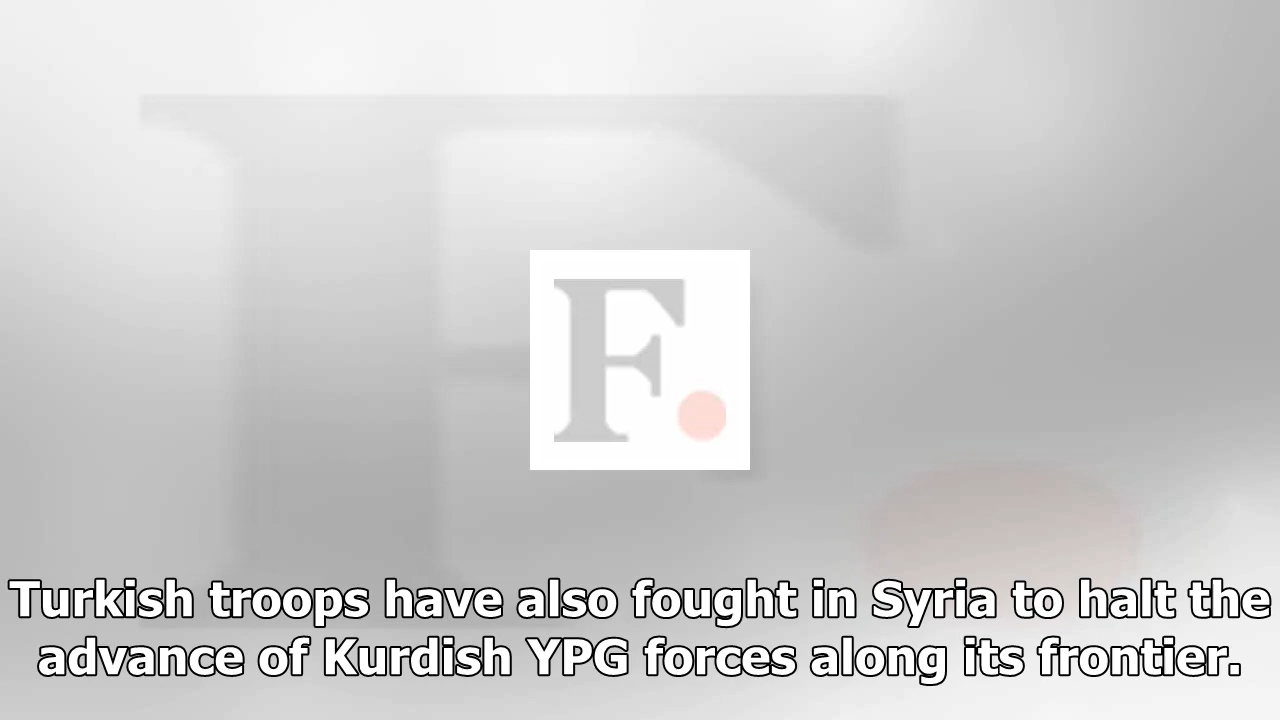 F.
Turkish troops have also fought in Syria to halt the
advance of Kurdish YPG forces along its frontier.